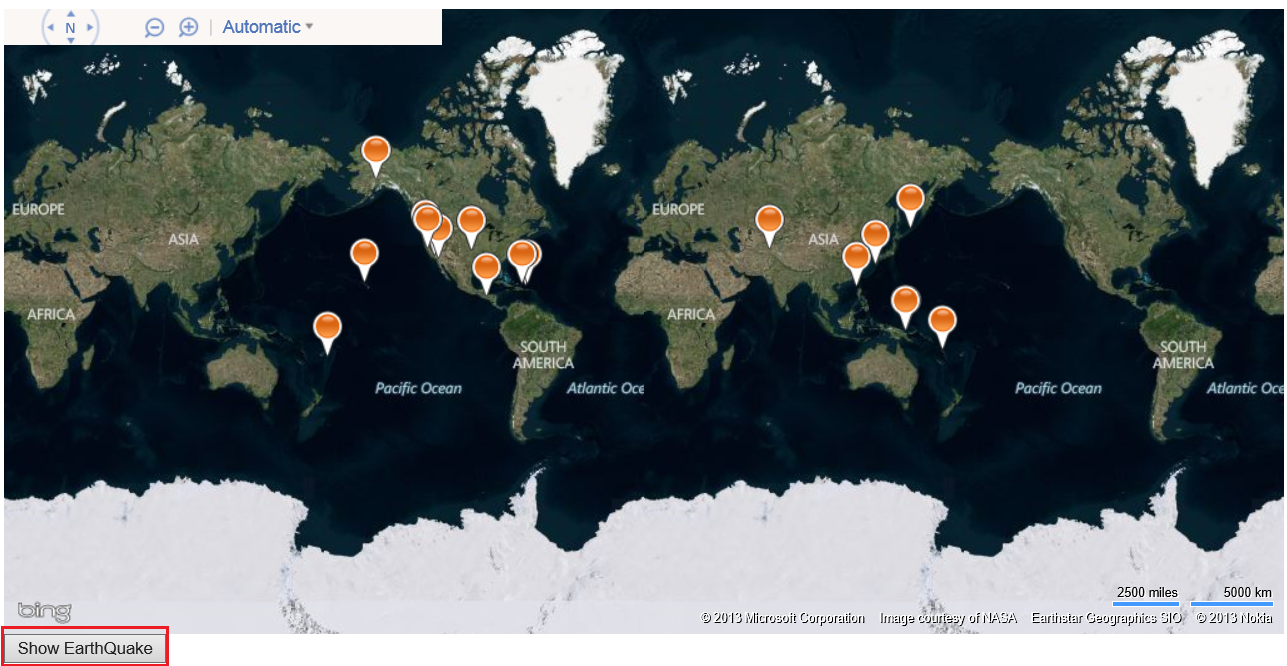 N
Automatic
EUROPE
ASIA
AFRICA
SOUTH
AMERICA
Pacific Ocean
Atlantic Oce
EUROPE
ASIA
AFRICA
SOUTH
AMERICA
Pacific Ocean
Atlantic Oce
2500 miles 5000 km
bing
© 2013 Microsoft Corporation Image courtesy of NASA Earthstar Geographics SIO © 2013 Nokia
Show EarthQuake